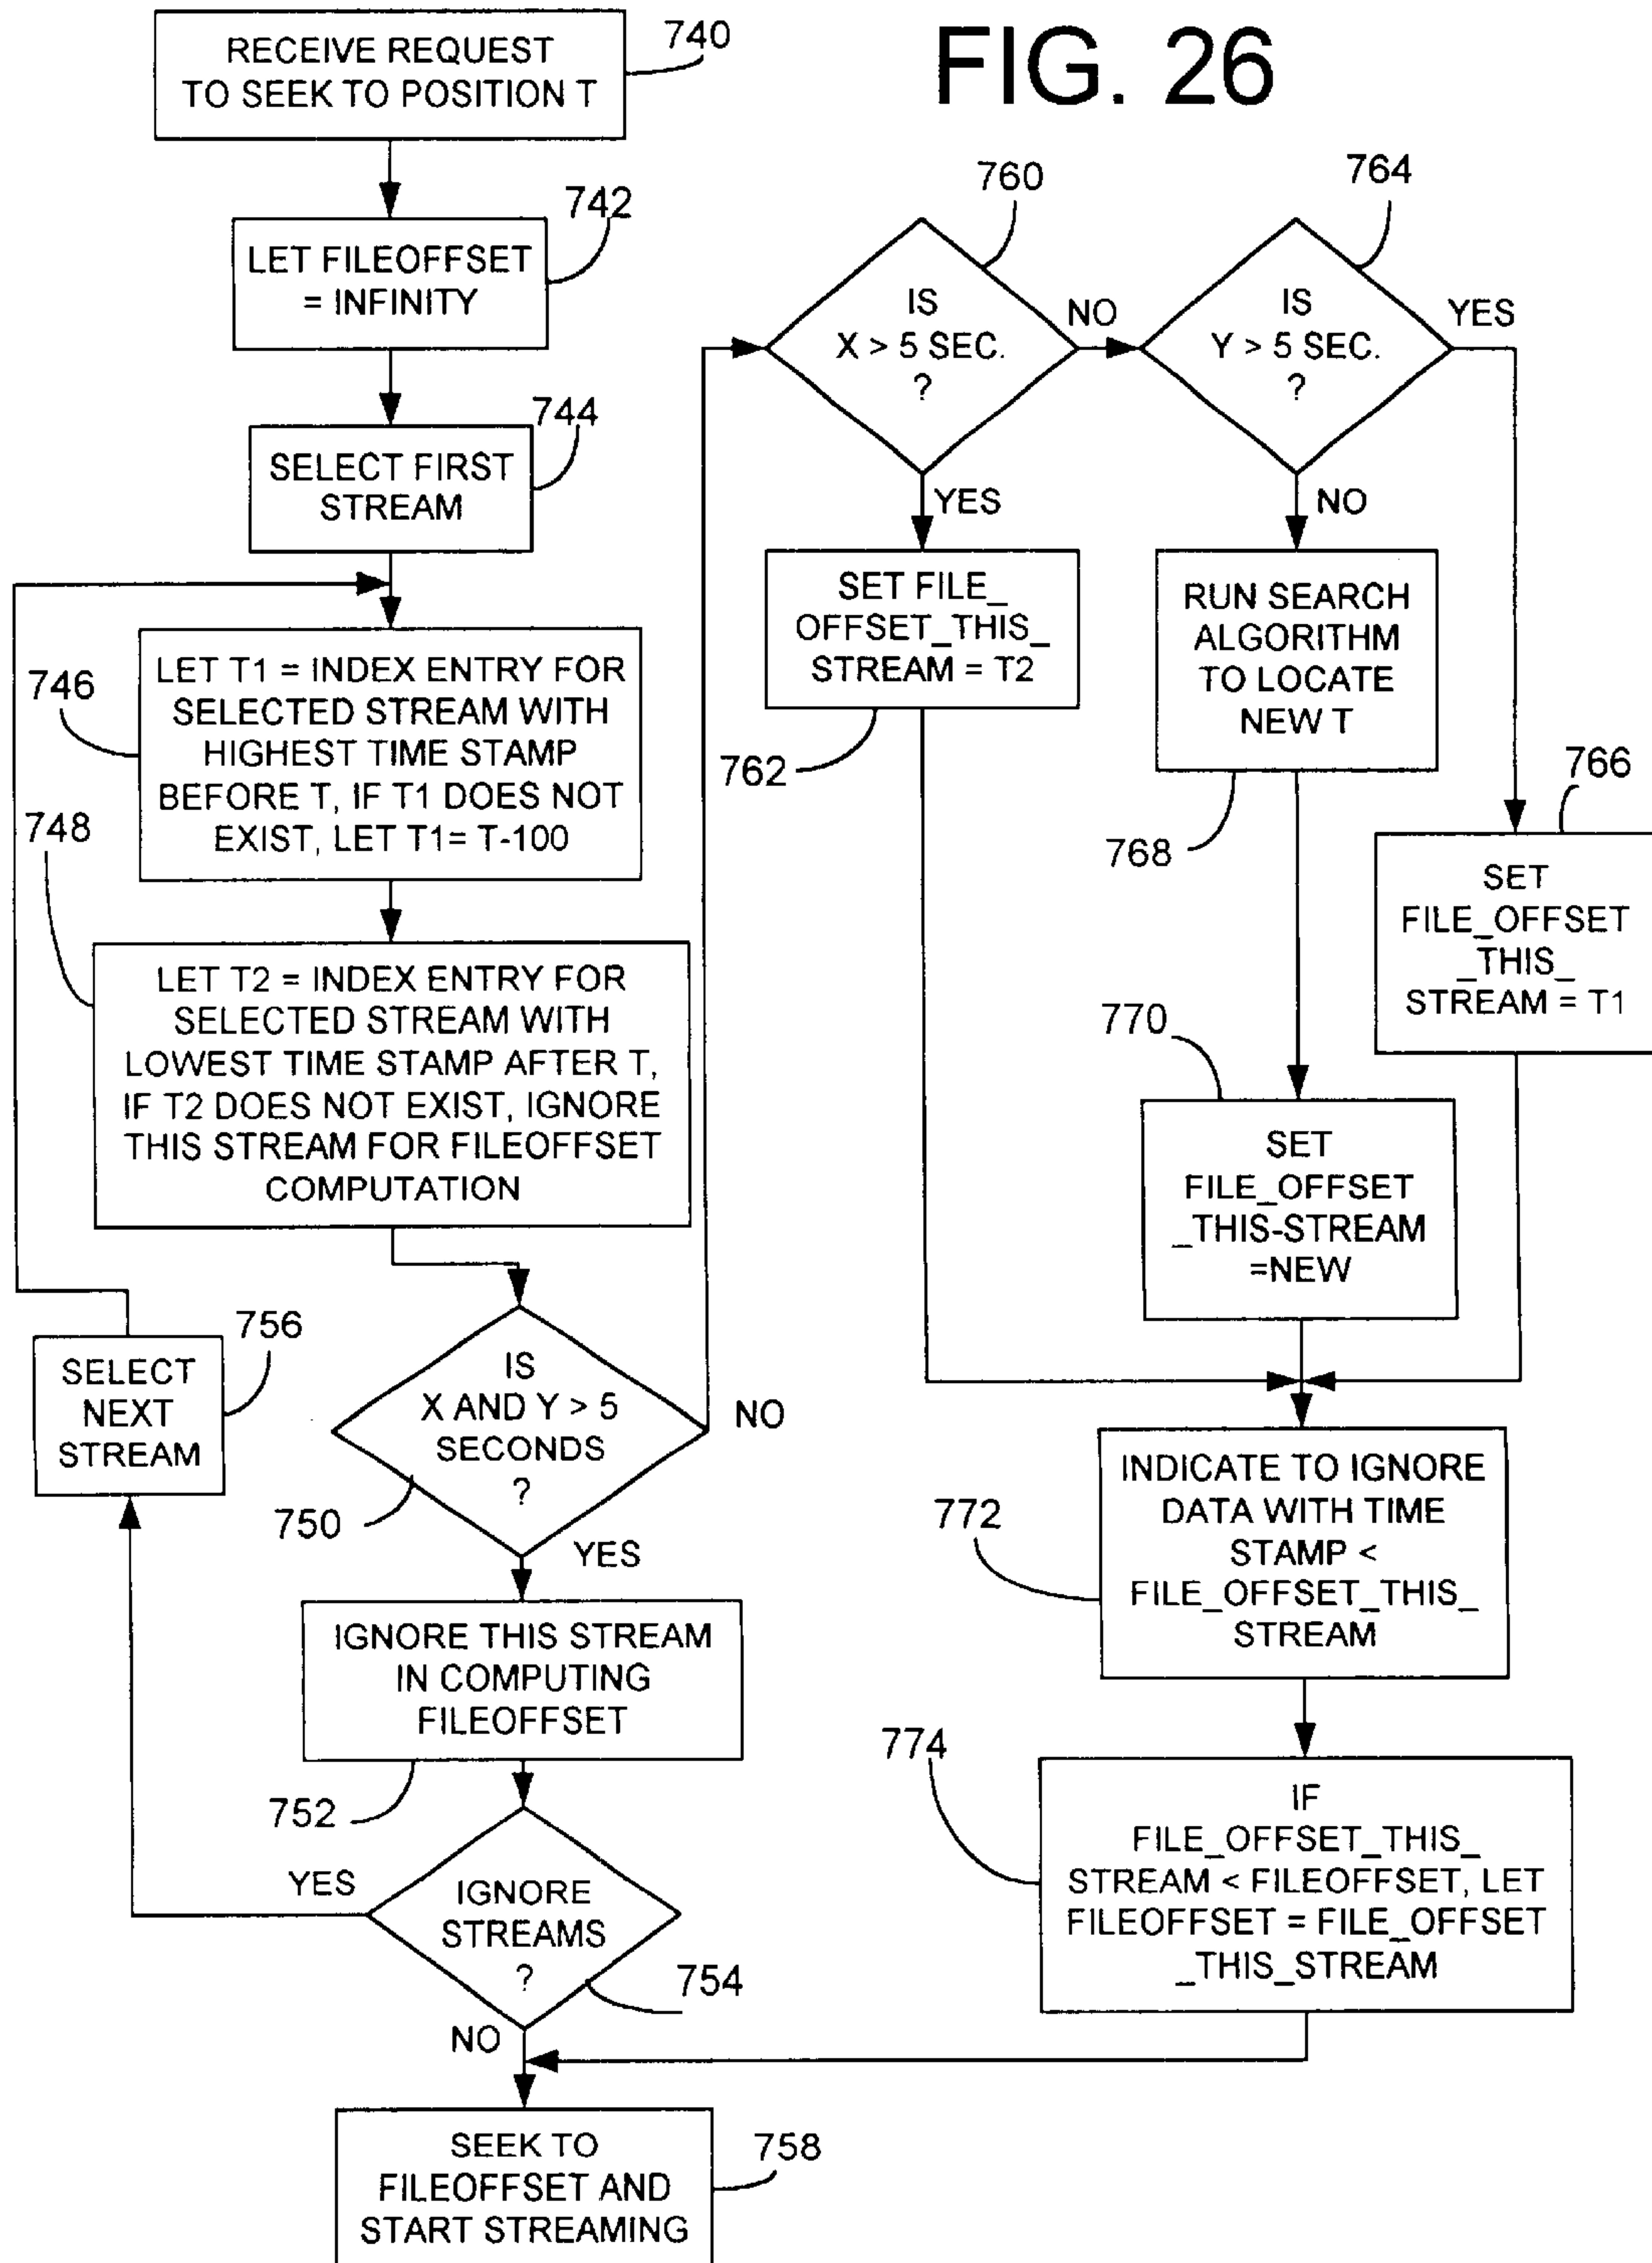 FIG. 26
RECEIVE REQUEST
TO SEEK TO POSITION T
740
LET FILEOFFSET
= INFINITY
742
SELECT FIRST
STREAM
744
LET T1 = INDEX ENTRY FOR
SELECTED STREAM WITH
HIGHEST TIME STAMP
BEFORE T, IF T1 DOES NOT
EXIST, LET T1= T-100
746
LET T2 = INDEX ENTRY FOR
SELECTED STREAM WITH
LOWEST TIME STAMP AFTER T,
IF T2 DOES NOT EXIST, IGNORE
THIS STREAM FOR FILEOFFSET
COMPUTATION
748
IS
X AND Y > 5
SECONDS
?
750
NO
YES
IGNORE THIS STREAM
IN COMPUTING
FILEOFFSET
752
IGNORE
STREAMS
?
754
YES
NO
SELECT
NEXT
STREAM
756
SEEK TO
FILEOFFSET AND
START STREAMING
758
IS
X > 5 SEC.
?
760
NO
YES
SET FILE_
OFFSET_THIS_
STREAM = T2
762
IS
Y > 5 SEC.
?
764
YES
NO
SET
FILE_OFFSET
_THIS_
STREAM = T1
766
RUN SEARCH
ALGORITHM
TO LOCATE
NEW T
768
SET
FILE_OFFSET
_THIS-STREAM
=NEW
770
INDICATE TO IGNORE
DATA WITH TIME
STAMP <
FILE_OFFSET_THIS_
STREAM
772
IF
FILE_OFFSET_THIS_
STREAM < FILEOFFSET, LET
FILEOFFSET = FILE_OFFSET
_THIS_STREAM
774